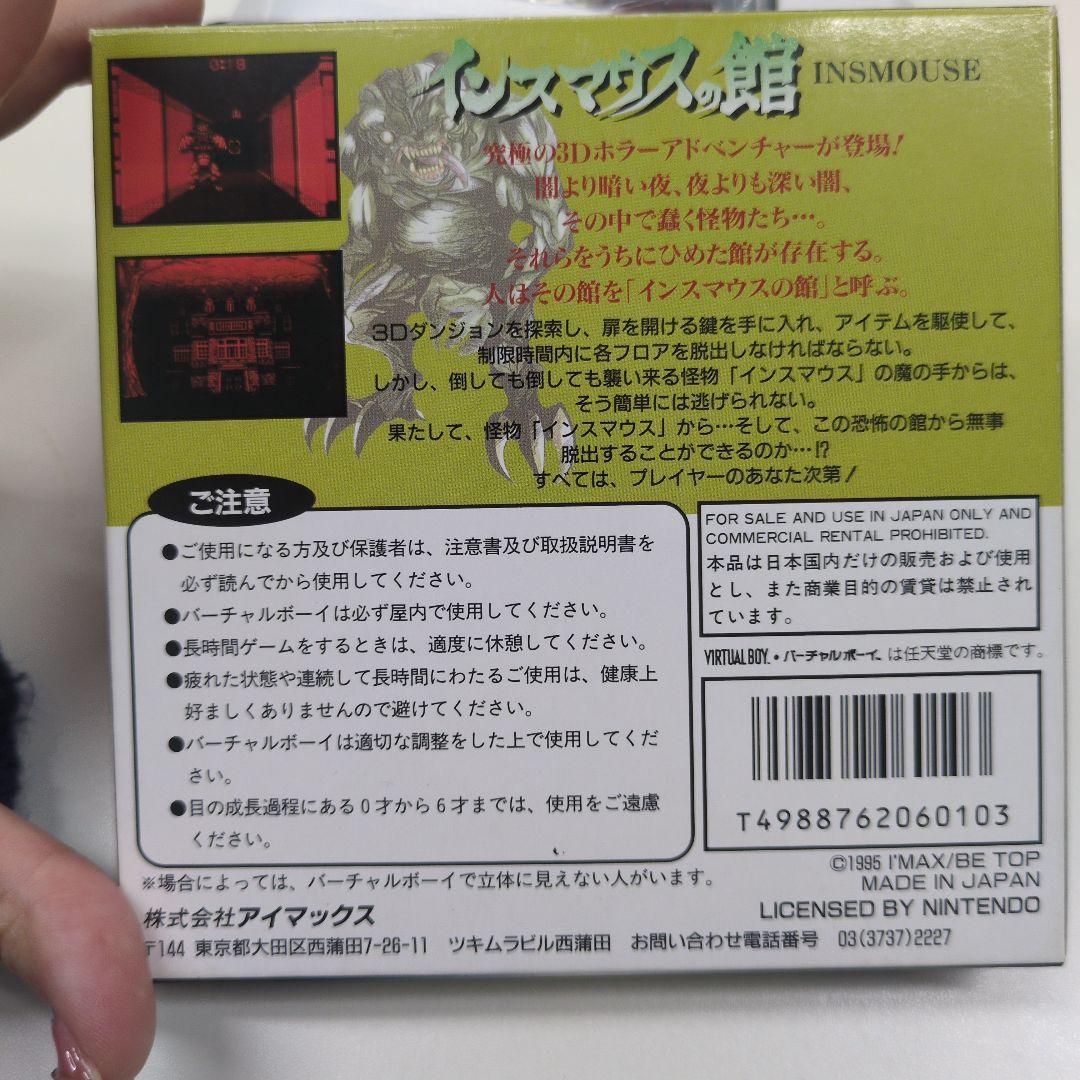 0:18
インスマウスの館 INSMOUSE
究極の3Dホラーアドベンチャーが登場!
闇より暗い夜、夜よりも深い闇、
その中で蠢く怪物たち…。
それらをうちにひめた館が存在する。
人はその館を「インスマウスの館」と呼ぶ。
3Dダンジョンを探索し、扉を開ける鍵を手に入れ、アイテムを駆使して、
制限時間内に各フロアを脱出しなければならない。
しかし、倒しても倒しても襲い来る怪物「インスマウス」の魔の手からは、
そう簡単には逃げられない。
果たして、怪物「インスマウス」から…そして、この恐怖の館から無事
脱出することができるのか…!?
すべては、プレイヤーのあなた次第!
ご注意
●ご使用になる方及び保護者は、注意書及び取扱説明書を
必ず読んでから使用してください。
●バーチャルボーイは必ず屋内で使用してください。
●長時間ゲームをするときは、適度に休憩してください。
●疲れた状態や連続して長時間にわたるご使用は、健康上
好ましくありませんので避けてください。
●バーチャルボーイは適切な調整をした上で使用してくだ
さい。
●目の成長過程にある0才から6才までは、使用をご遠慮
ください。
※場合によっては、バーチャルボーイで立体に見えない人がいます。
株式会社アイマックス
〒144 東京都大田区西蒲田7-26-11 ツキムラビル西蒲田 お問い合わせ電話番号 03(3737)2227
FOR SALE AND USE IN JAPAN ONLY AND
COMMERCIAL RENTAL PROHIBITED.
本品は日本国内だけの販売および使用
とし、また商業目的の賃貸は禁止され
ています。
VIRTUAL BOY.・バーチャルボーイ. は任天堂の商標です。
T4988762060103
©1995 I'MAX/BE TOP
MADE IN JAPAN
LICENSED BY NINTENDO